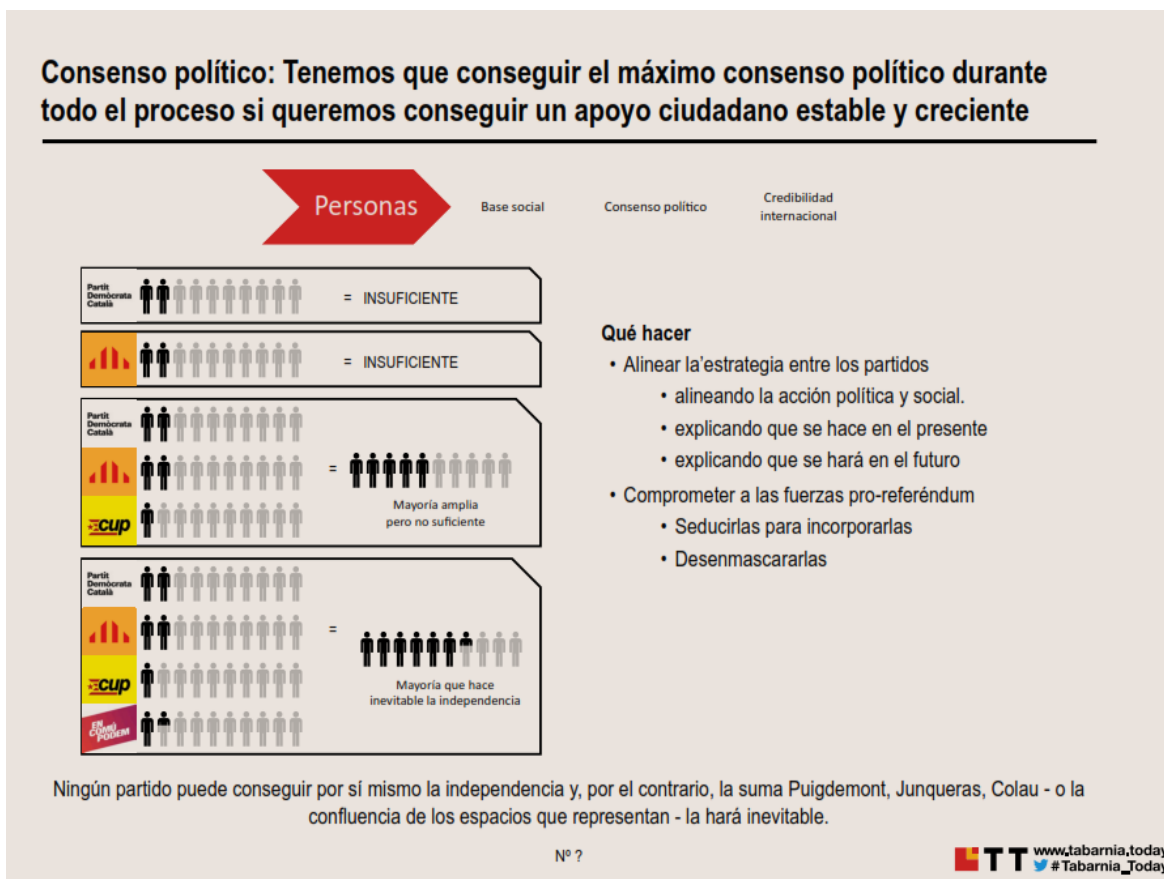 Consenso político: Tenemos que conseguir el máximo consenso político durante
todo el proceso si queremos conseguir un apoyo ciudadano estable y creciente
Personas
Base social
Consenso político
Credibilidad
internacional
Partit
Demòcrata
Català
= INSUFICIENTE
= INSUFICIENTE
Partit
Demòcrata
Català
cup
=
Mayoría amplia
pero no suficiente
Partit
Demòcrata
Català
cup
EN
COMÚ
PODEM
=
Mayoría que hace
inevitable la independencia
Qué hacer
• Alinear la'estrategia entre los partidos
• alineando la acción política y social.
• explicando que se hace en el presente
• explicando que se hará en el futuro
• Comprometer a las fuerzas pro-referéndum
• Seducirlas para incorporarlas
• Desenmascararlas
Ningún partido puede conseguir por sí mismo la independencia y, por el contrario, la suma Puigdemont, Junqueras, Colau - o la
confluencia de los espacios que representan - la hará inevitable.
Nº ?
TT
www.tabarnia.today
#Tabarnia_Today